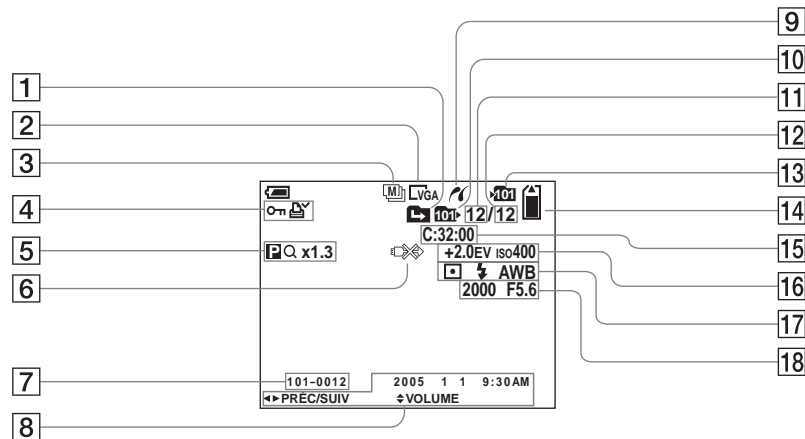 9
10
1
11
2
12
3
13
M VGA 101
4
101 12/12
14
C:32:00
15
5
P x1.3
+2.0EV ISO400
16
6
AWB
2000 F5.6
17
18
7
101-0012 2005 1 1 9:30AM
PRÉC/SUIV VOLUME
8